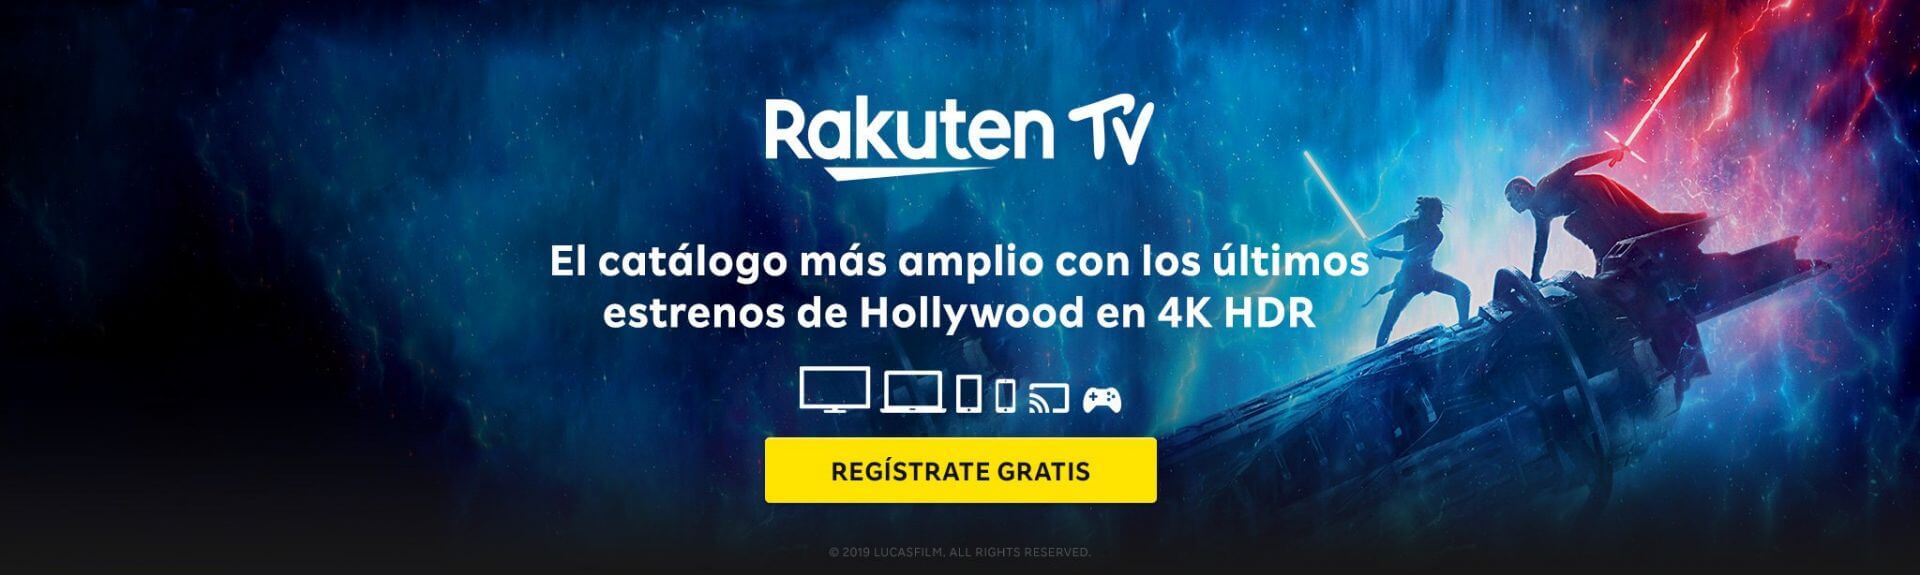 Rakuten TV
El catálogo más amplio con los últimos
estrenos de Hollywood en 4K HDR
REGÍSTRATE GRATIS
© 2019 LUCASFILM. ALL RIGHTS RESERVED.